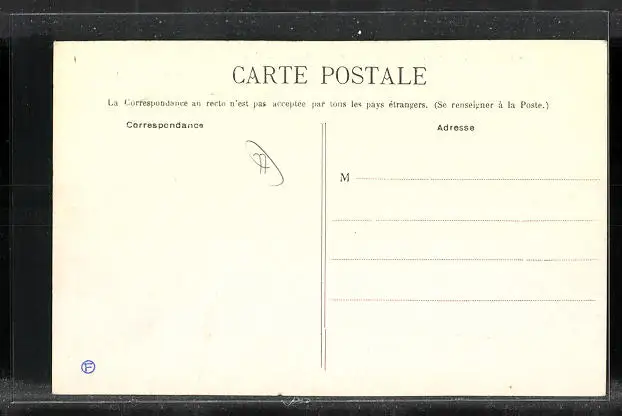 CARTE POSTALE
La Correspondance au recto n'est pas acceptée par tous les pays étrangers. (Se renseigner à la Poste.)
Correspondance
Adresse
M
F